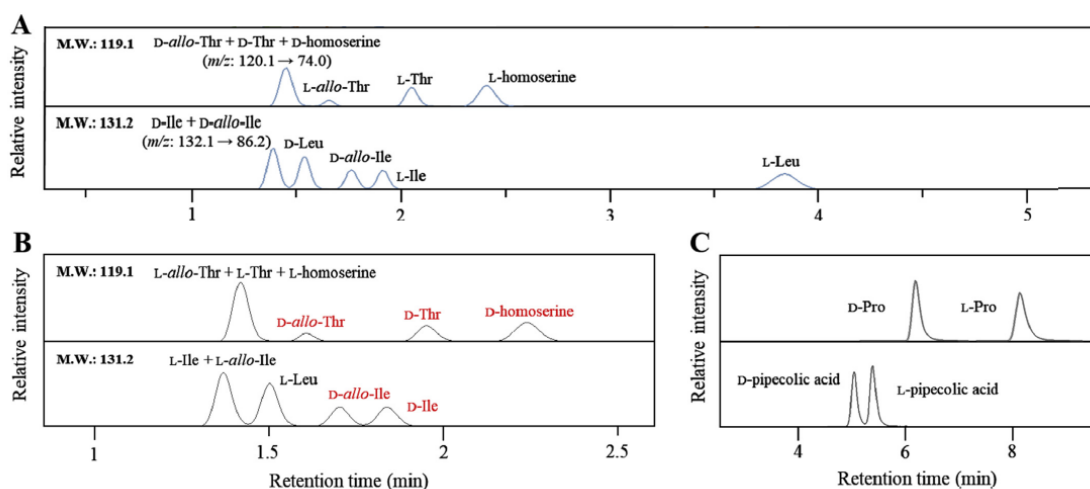 A
Relative intensity
M.W.: 119.1
D-allo-Thr + D-Thr + D-homoserine
(m/z: 120.1 → 74.0)
L-allo-Thr
L-Thr
L-homoserine
M.W.: 131.2
D-Ile + D-allo-Ile
(m/z: 132.1 → 86.2)
D-Leu
D-allo-Ile
L-Ile
L-Leu
Relative intensity
1 2 3 4 5
B
Relative intensity
M.W.: 119.1
L-allo-Thr + L-Thr + L-homoserine
D-allo-Thr
D-Thr
D-homoserine
M.W.: 131.2
L-Ile + L-allo-Ile
L-Leu
D-allo-Ile
D-Ile
Relative intensity
1 1.5 2 2.5
Retention time (min)
C
Relative intensity
D-Pro
L-Pro
D-pipecolic acid
L-pipecolic acid
4 6 8
Retention time (min)